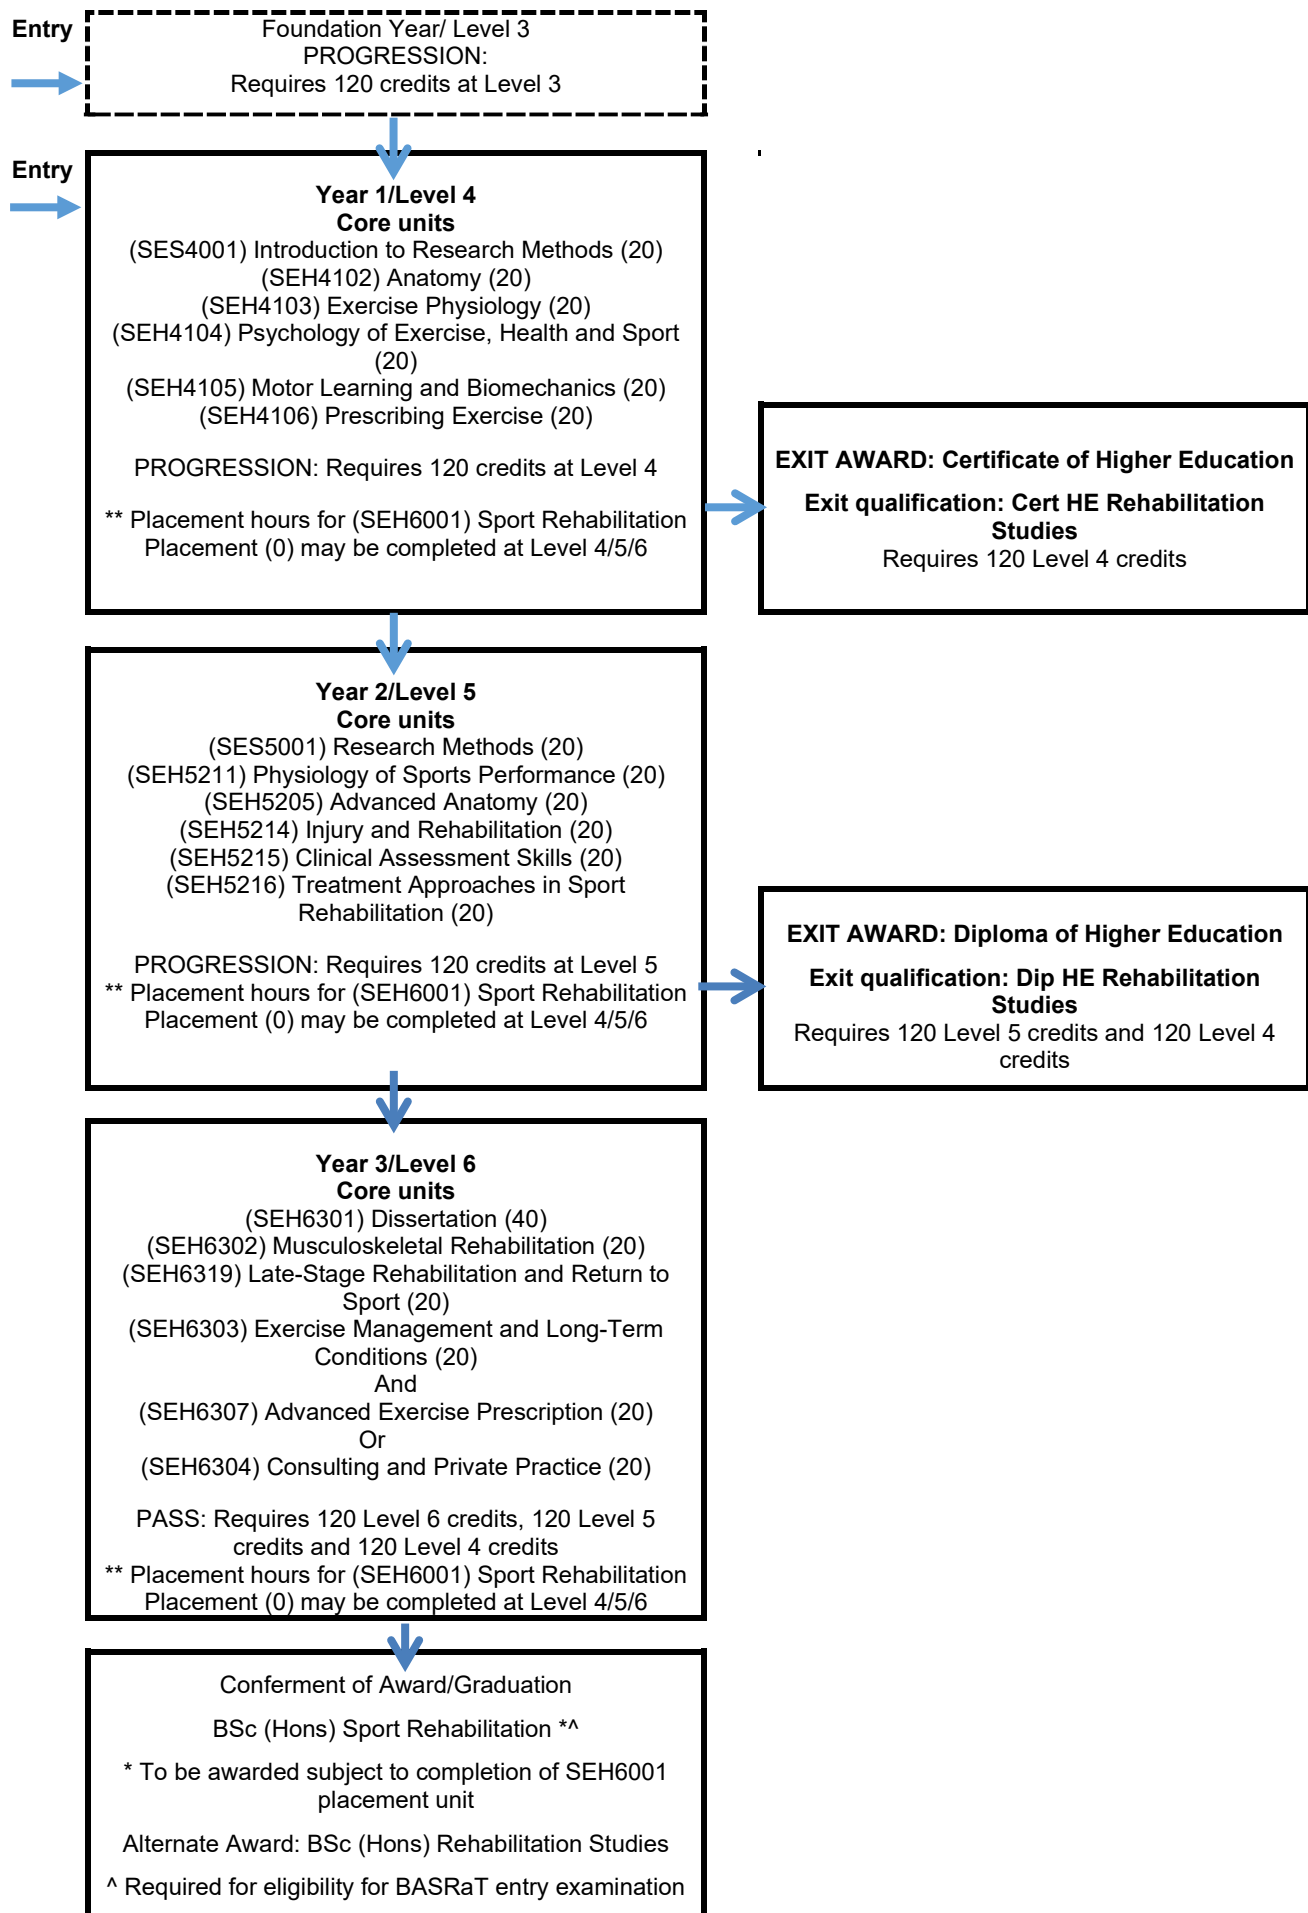 Entry
Foundation Year/ Level 3
PROGRESSION:
Requires 120 credits at Level 3
Entry
Year 1/Level 4
Core units
(SES4001) Introduction to Research Methods (20)
(SEH4102) Anatomy (20)
(SEH4103) Exercise Physiology (20)
(SEH4104) Psychology of Exercise, Health and Sport
(20)
(SEH4105) Motor Learning and Biomechanics (20)
(SEH4106) Prescribing Exercise (20)
PROGRESSION: Requires 120 credits at Level 4
** Placement hours for (SEH6001) Sport Rehabilitation
Placement (0) may be completed at Level 4/5/6
EXIT AWARD: Certificate of Higher Education
Exit qualification: Cert HE Rehabilitation
Studies
Requires 120 Level 4 credits
Year 2/Level 5
Core units
(SES5001) Research Methods (20)
(SEH5211) Physiology of Sports Performance (20)
(SEH5205) Advanced Anatomy (20)
(SEH5214) Injury and Rehabilitation (20)
(SEH5215) Clinical Assessment Skills (20)
(SEH5216) Treatment Approaches in Sport
Rehabilitation (20)
PROGRESSION: Requires 120 credits at Level 5
** Placement hours for (SEH6001) Sport Rehabilitation
Placement (0) may be completed at Level 4/5/6
EXIT AWARD: Diploma of Higher Education
Exit qualification: Dip HE Rehabilitation
Studies
Requires 120 Level 5 credits and 120 Level 4
credits
Year 3/Level 6
Core units
(SEH6301) Dissertation (40)
(SEH6302) Musculoskeletal Rehabilitation (20)
(SEH6319) Late-Stage Rehabilitation and Return to
Sport (20)
(SEH6303) Exercise Management and Long-Term
Conditions (20)
And
(SEH6307) Advanced Exercise Prescription (20)
Or
(SEH6304) Consulting and Private Practice (20)
PASS: Requires 120 Level 6 credits, 120 Level 5
credits and 120 Level 4 credits
** Placement hours for (SEH6001) Sport Rehabilitation
Placement (0) may be completed at Level 4/5/6
Conferment of Award/Graduation
BSc (Hons) Sport Rehabilitation *^
* To be awarded subject to completion of SEH6001
placement unit
Alternate Award: BSc (Hons) Rehabilitation Studies
^ Required for eligibility for BASRaT entry examination